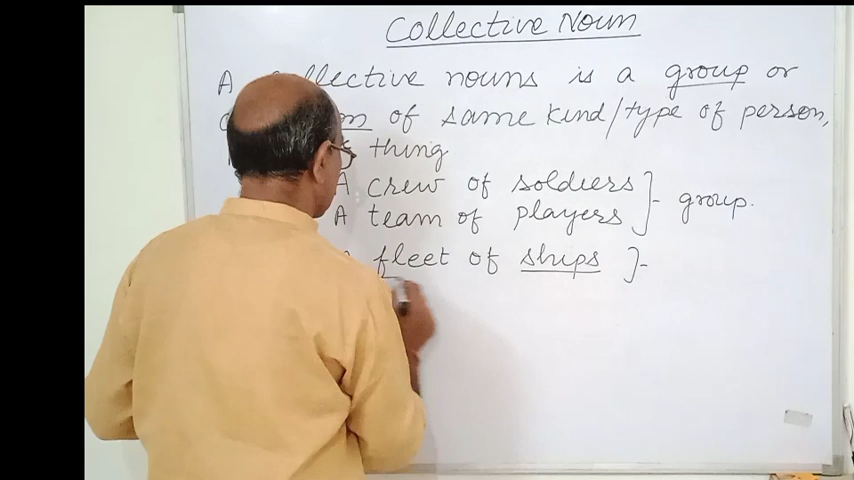 Collective Noun
A collective nouns is a group or
of same kind/type of person,
thing
A crew of soldiers
A team of players
group.
fleet of ships